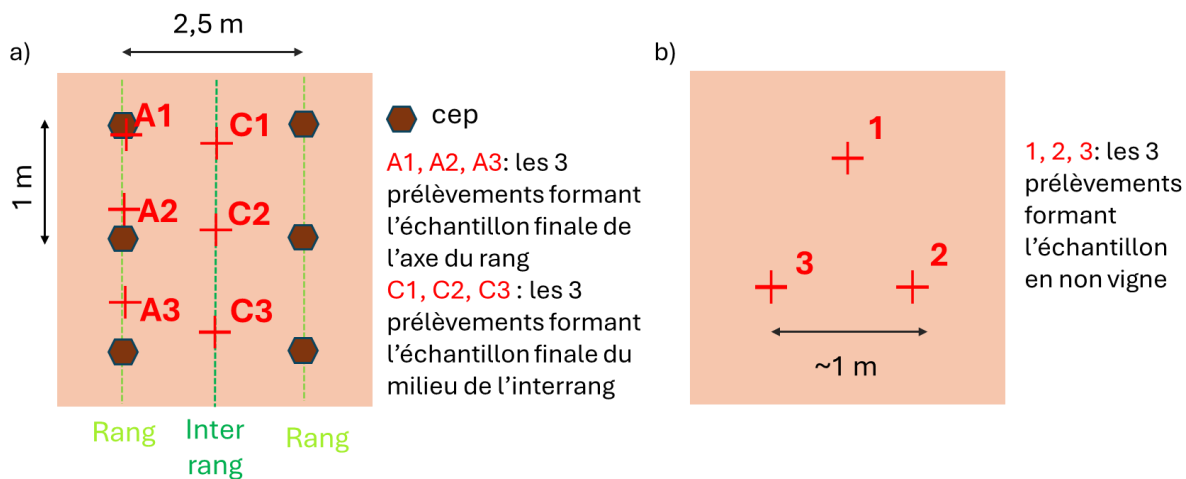 a)
2,5 m
1 m
A1
A2
A3
C1
C2
C3
Rang
Inter
rang
Rang
cep
A1, A2, A3: les 3
prélèvements formant
l’échantillon finale de
l’axe du rang
C1, C2, C3 : les 3
prélèvements formant
l’échantillon finale du
milieu de l’interrang
b)
1
3
2
~1 m
1, 2, 3: les 3
prélèvements
formant
l’échantillon
en non vigne